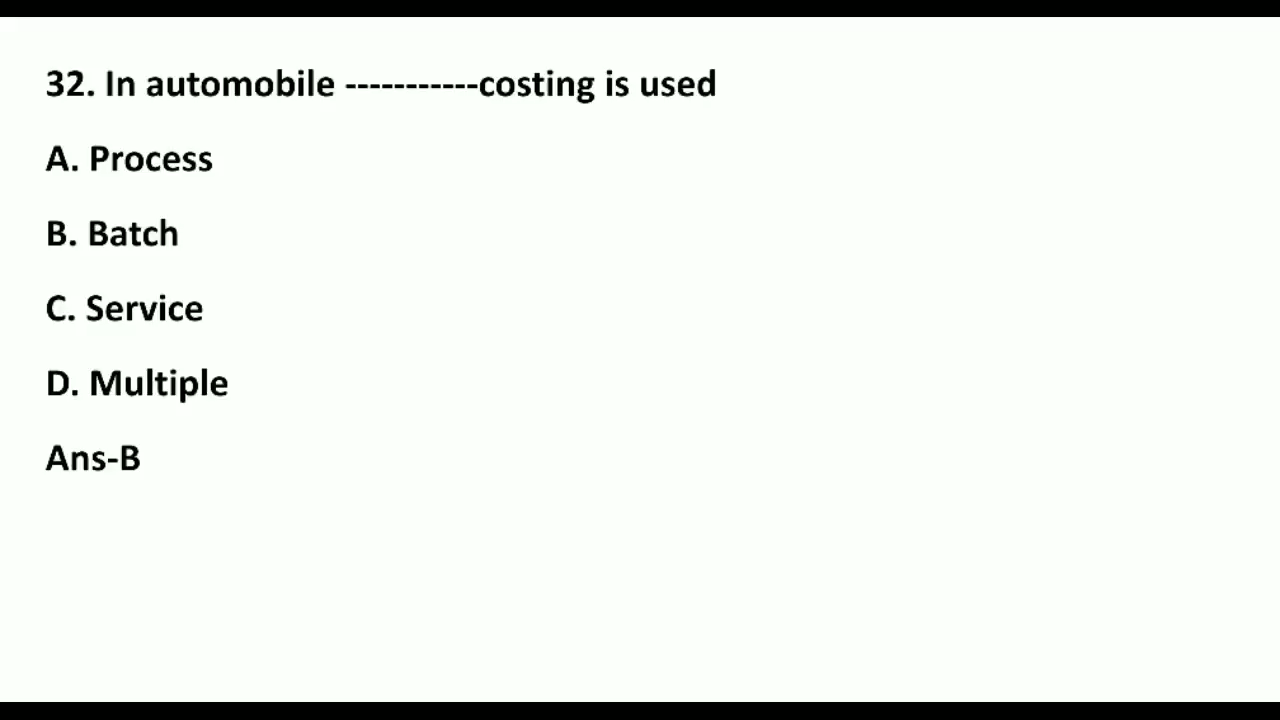 32. In automobile -----------costing is used
A. Process
B. Batch
C. Service
D. Multiple
Ans-B